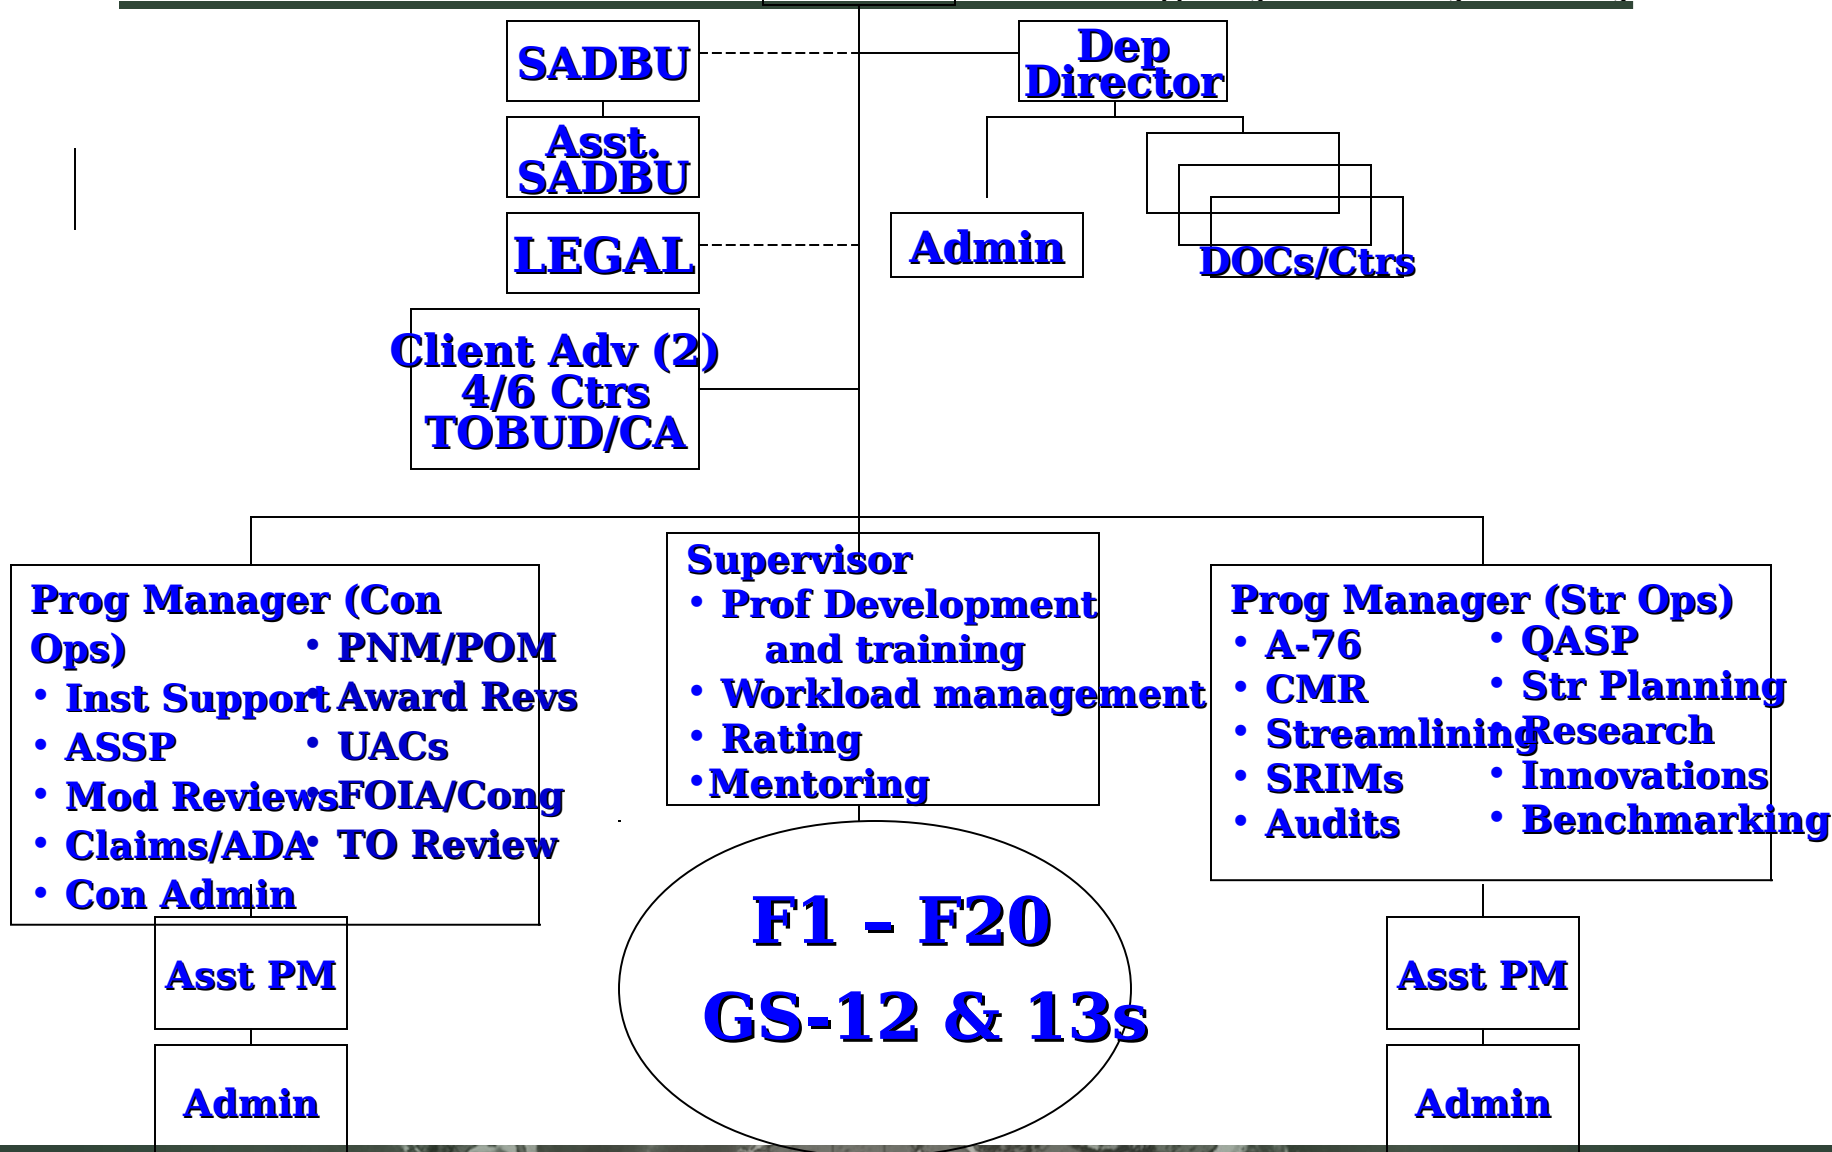 SADBU
Dep
Director
Asst.
SADBU
LEGAL
Admin
DOCs/Ctrs
Client Adv (2)
4/6 Ctrs
TOBUD/CA
Prog Manager (Con
Ops)
• Inst Support
• ASSP
• Mod Reviews
• Claims/ADA
• Con Admin
• PNM/POM
• Award Revs
• UACs
• FOIA/Cong
• TO Review
Supervisor
• Prof Development
and training
• Workload management
• Rating
•Mentoring
Prog Manager (Str Ops)
• A-76
• CMR
• Streamlining
• SRIMs
• Audits
• QASP
• Str Planning
• Research
• Innovations
• Benchmarking
F1 – F20
GS-12 & 13s
Asst PM
Admin
Asst PM
Admin